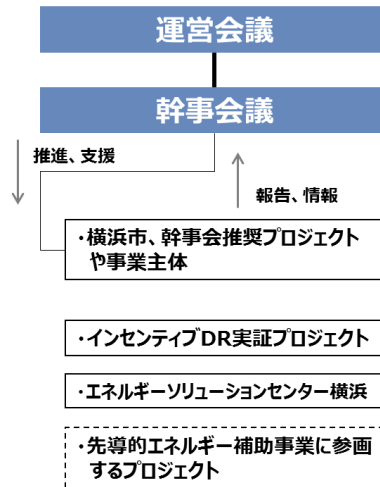 運営会議
幹事会議
推進、支援
報告、情報
・横浜市、幹事会推奨プロジェクト
や事業主体
・インセンティブDR実証プロジェクト
・エネルギーソリューションセンター横浜
・先導的エネルギー補助事業に参画
するプロジェクト